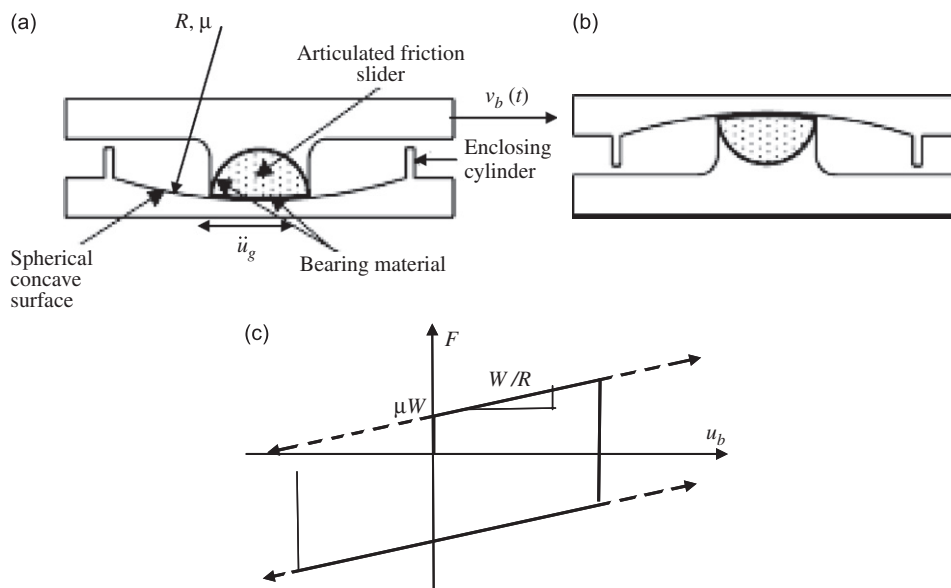 (a)
R, μ
Articulated friction
slider
v_b (t)
Enclosing
cylinder
(b)
Spherical
concave
surface
ü_g
Bearing material
(c)
F
W/R
μW
u_b